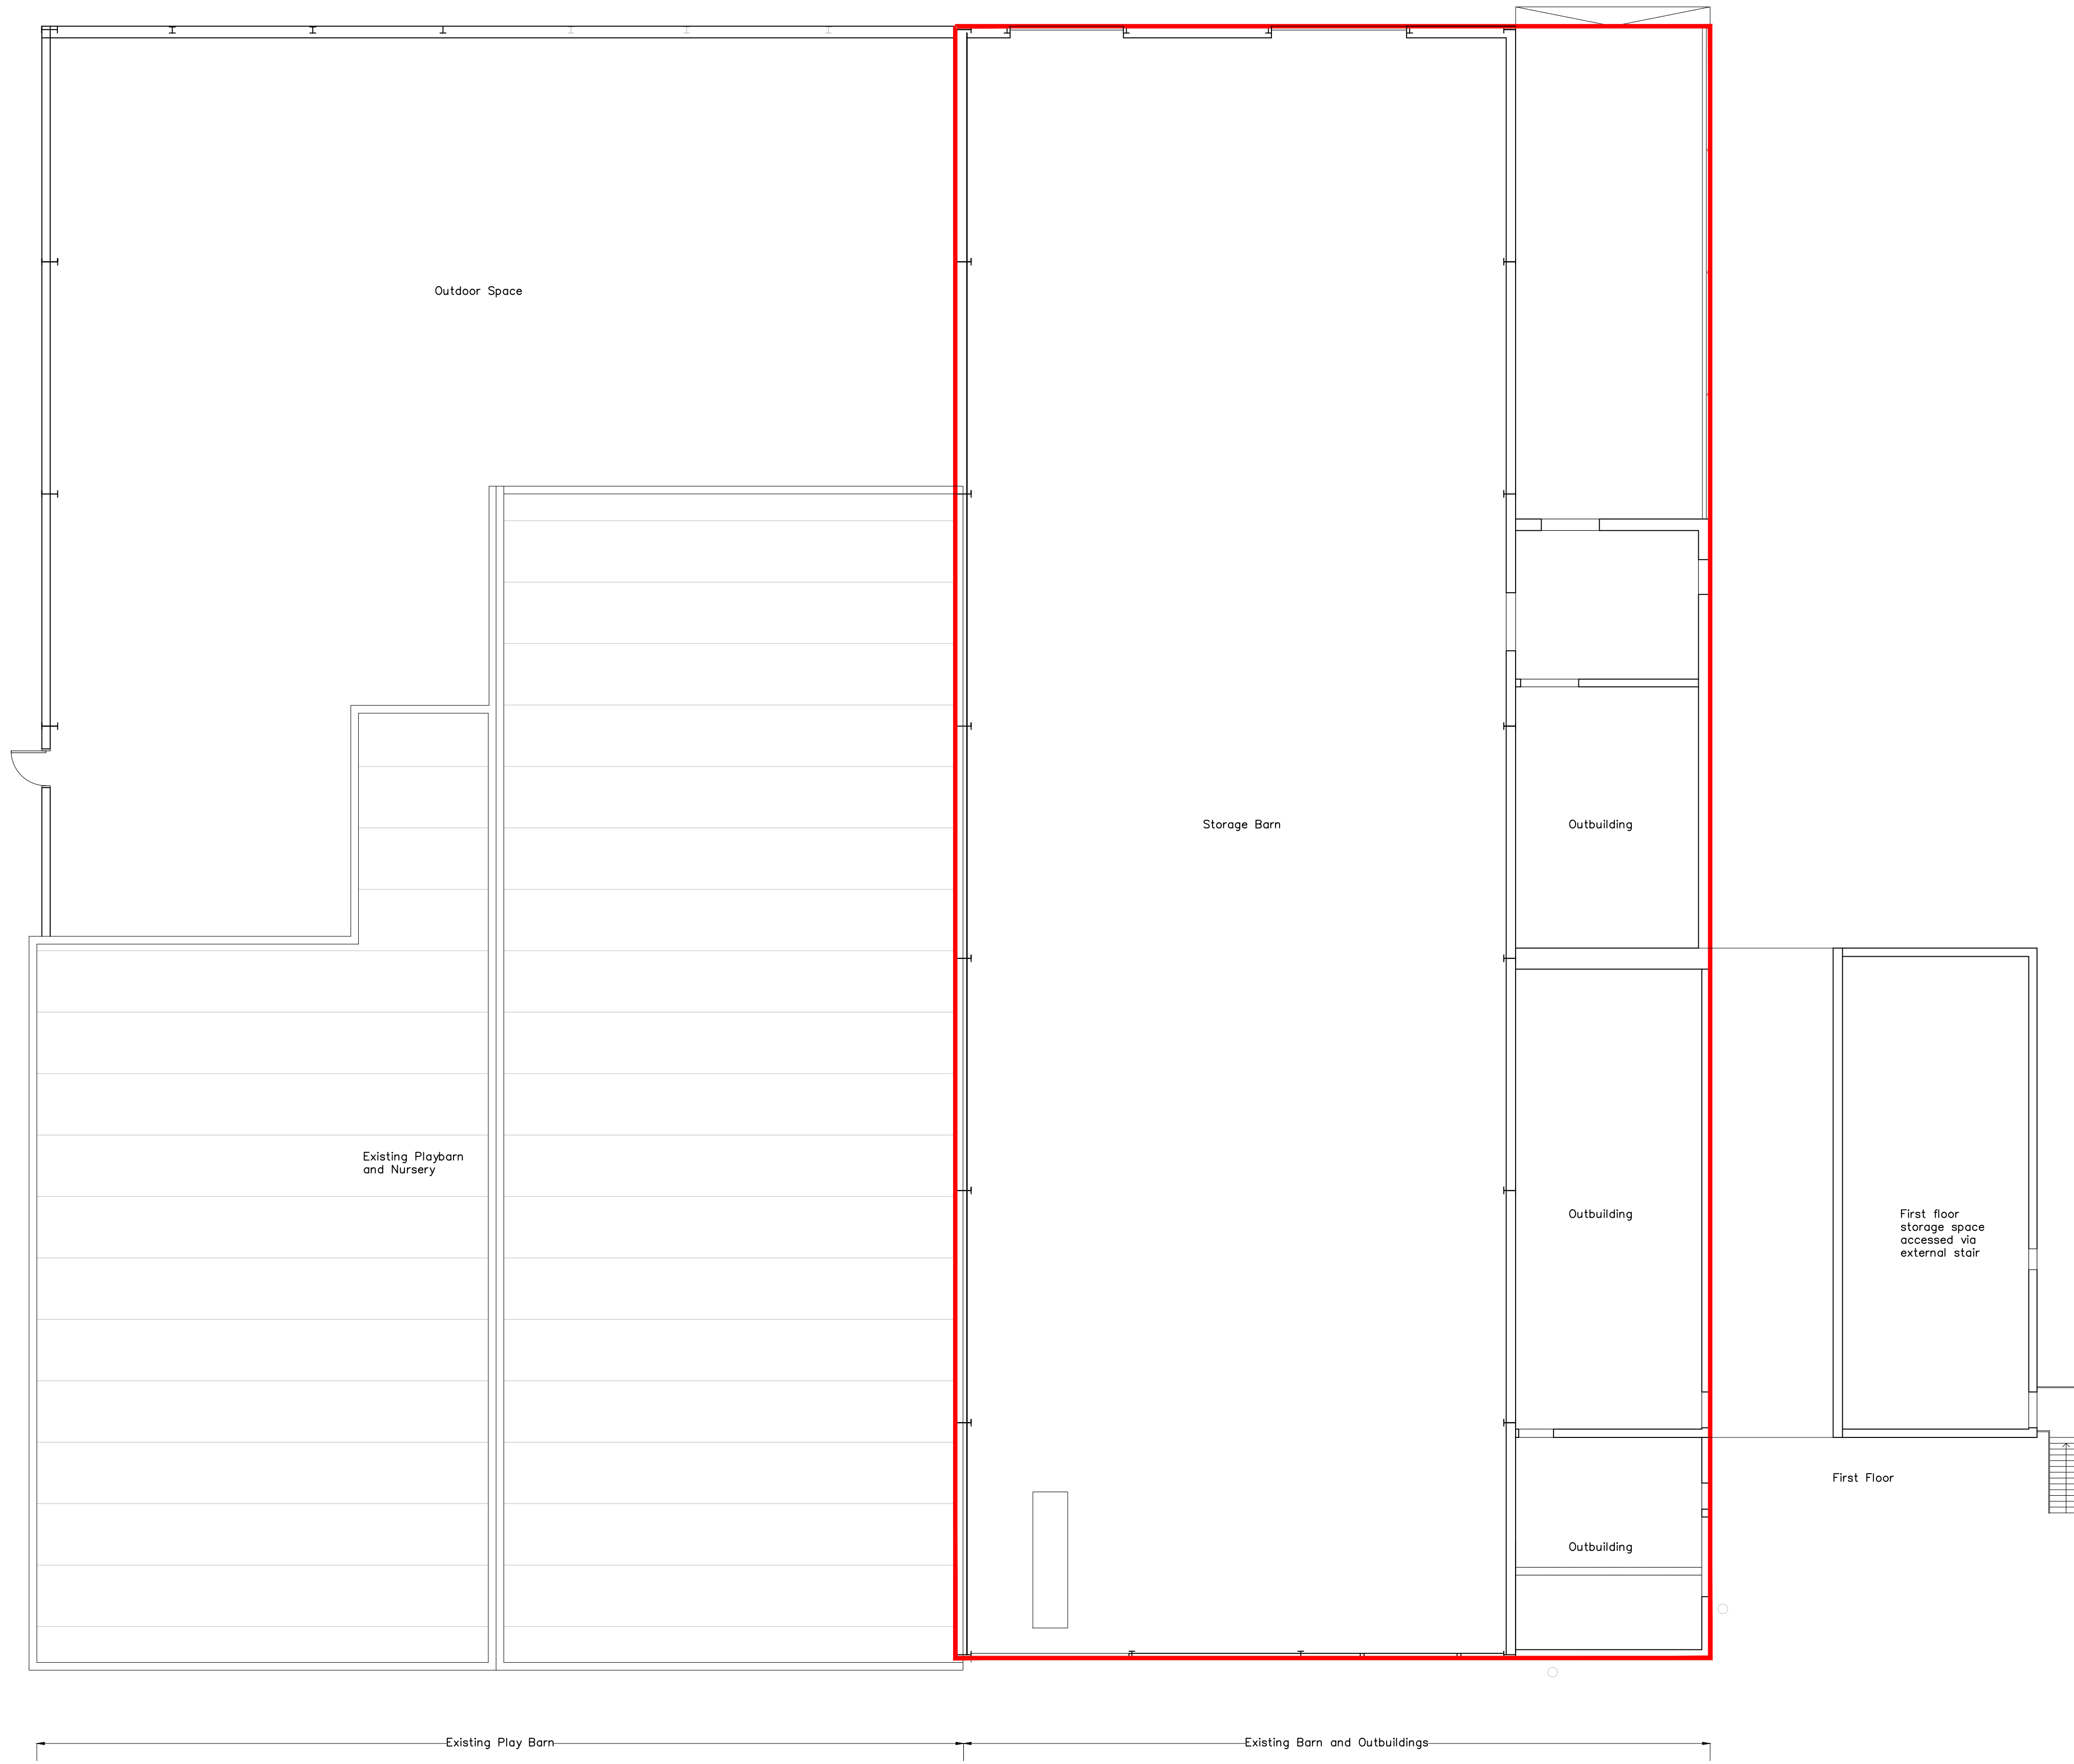 Outdoor Space
Storage Barn
Outbuilding
Existing Playbarn
and Nursery
Outbuilding
First floor
storage space
accessed via
external stair
First Floor
Outbuilding
Existing Play Barn
Existing Barn and Outbuildings